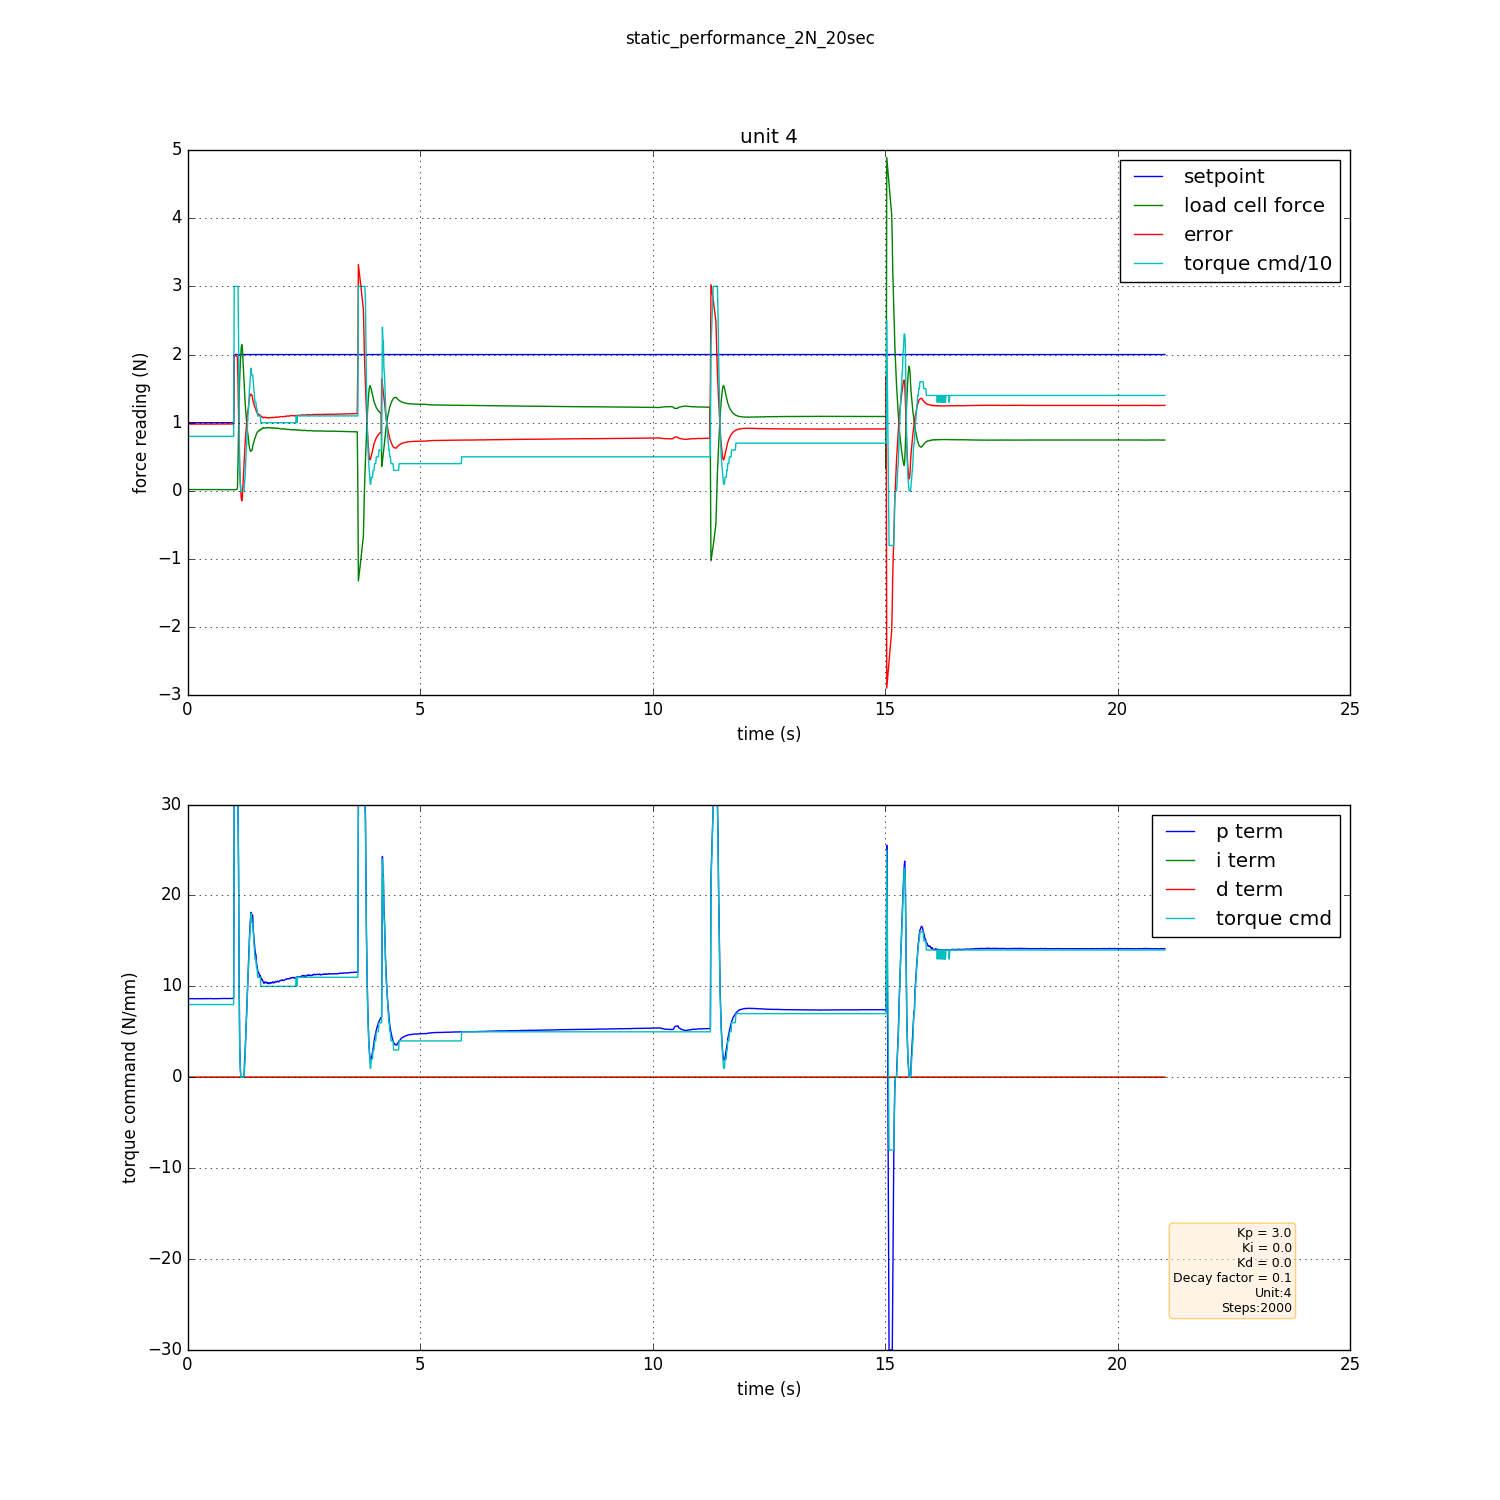 static_performance_2N_20sec
unit 4
5
4
3
2
1
0
−1
−2
−3
force reading (N)
setpoint
load cell force
error
torque cmd/10
0 5 10 15 20 25
time (s)
30
20
10
0
−10
−20
−30
torque command (N/mm)
p term
i term
d term
torque cmd
Kp = 3.0
Ki = 0.0
Kd = 0.0
Decay factor = 0.1
Unit:4
Steps:2000
0 5 10 15 20 25
time (s)